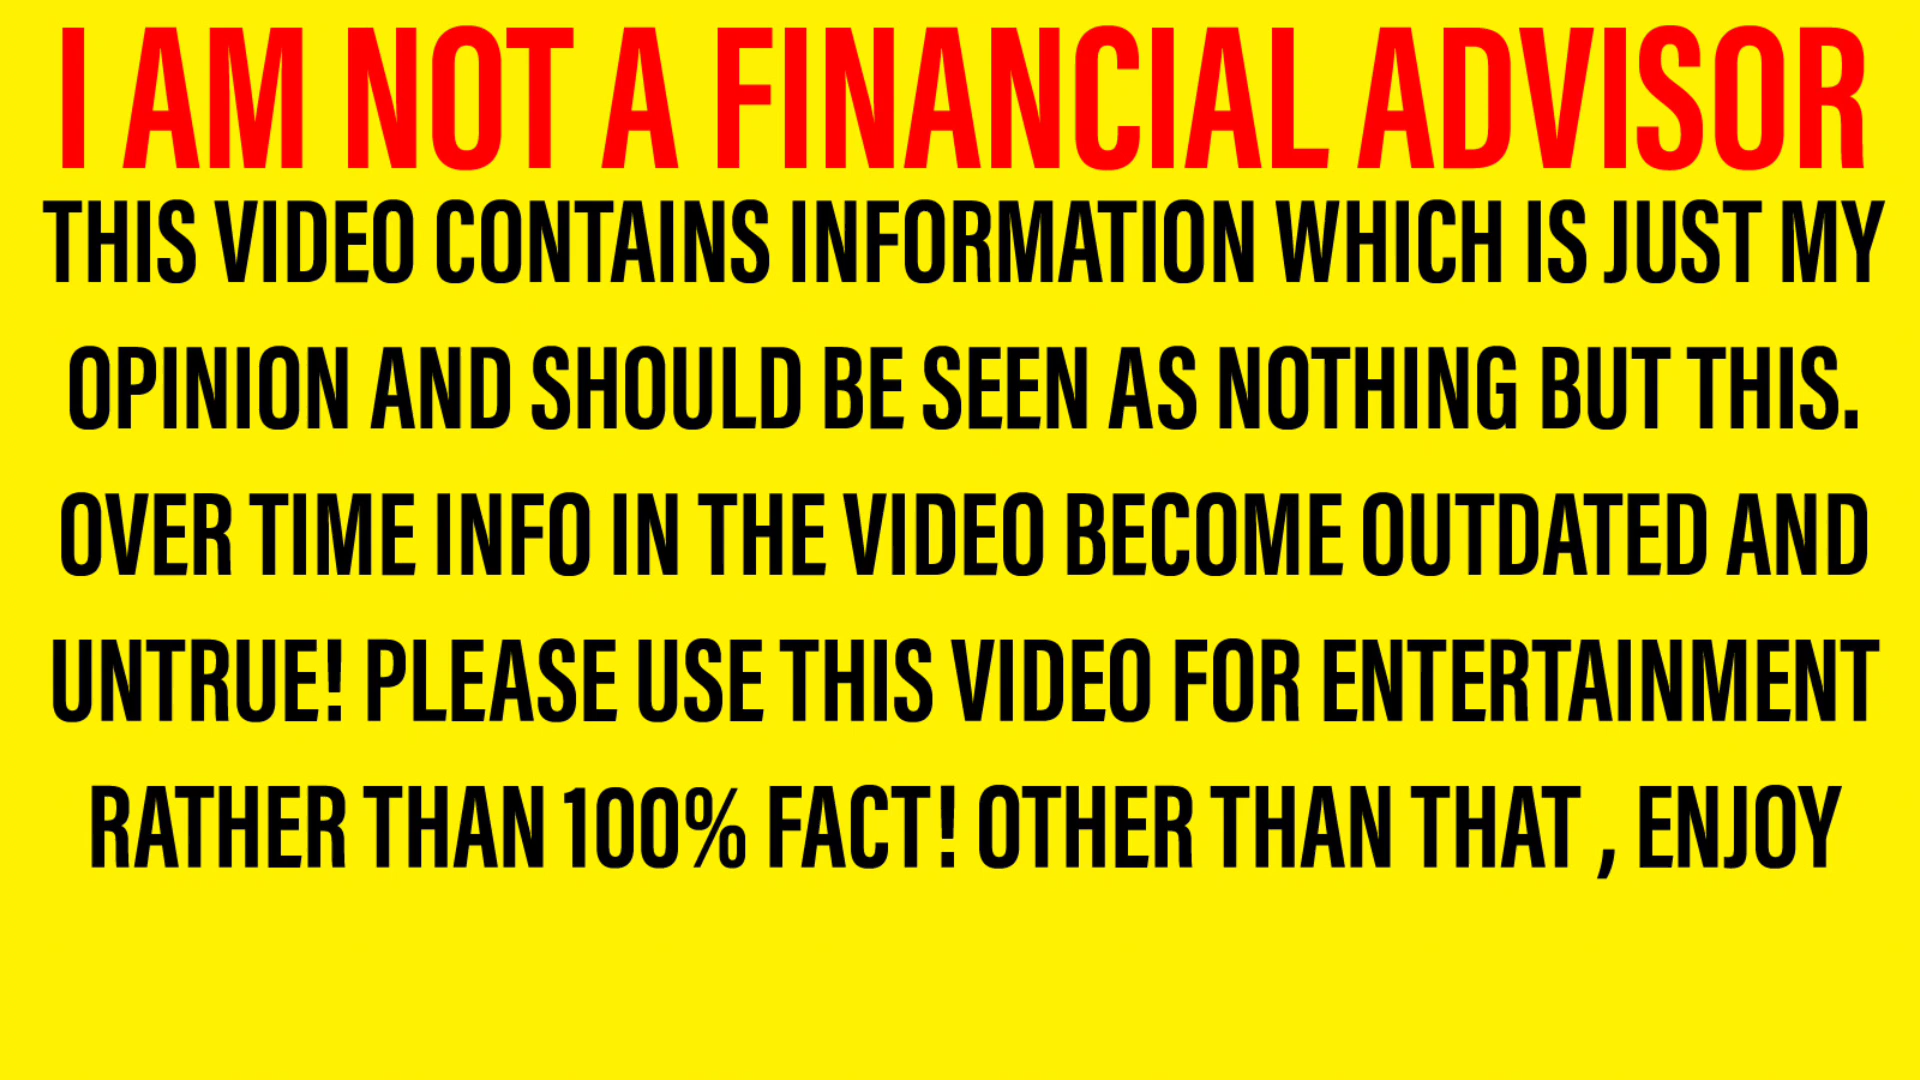 I AM NOT A FINANCIAL ADVISOR
THIS VIDEO CONTAINS INFORMATION WHICH IS JUST MY
OPINION AND SHOULD BE SEEN AS NOTHING BUT THIS.
OVER TIME INFO IN THE VIDEO BECOME OUTDATED AND
UNTRUE! PLEASE USE THIS VIDEO FOR ENTERTAINMENT
RATHER THAN 100% FACT! OTHER THAN THAT , ENJOY